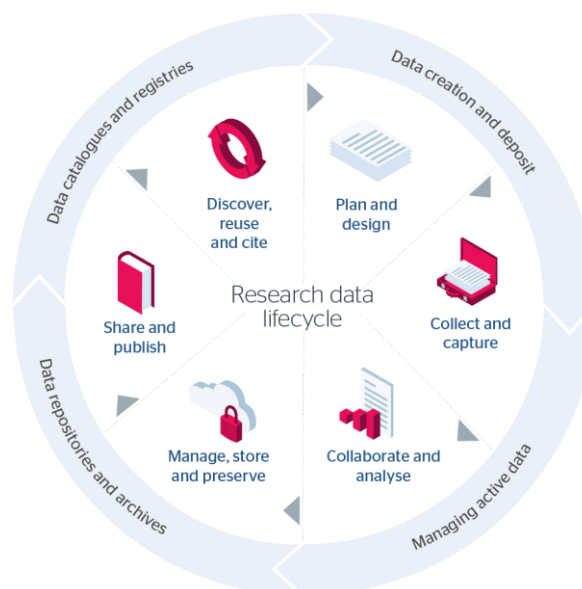 Data catalogues and registries
Data creation and deposit
Discover,
reuse
and cite
Plan and
design
Research data
lifecycle
Share and
publish
Collect and
capture
Manage, store
and preserve
Collaborate and
analyse
Data repositories and archives
Managing active data